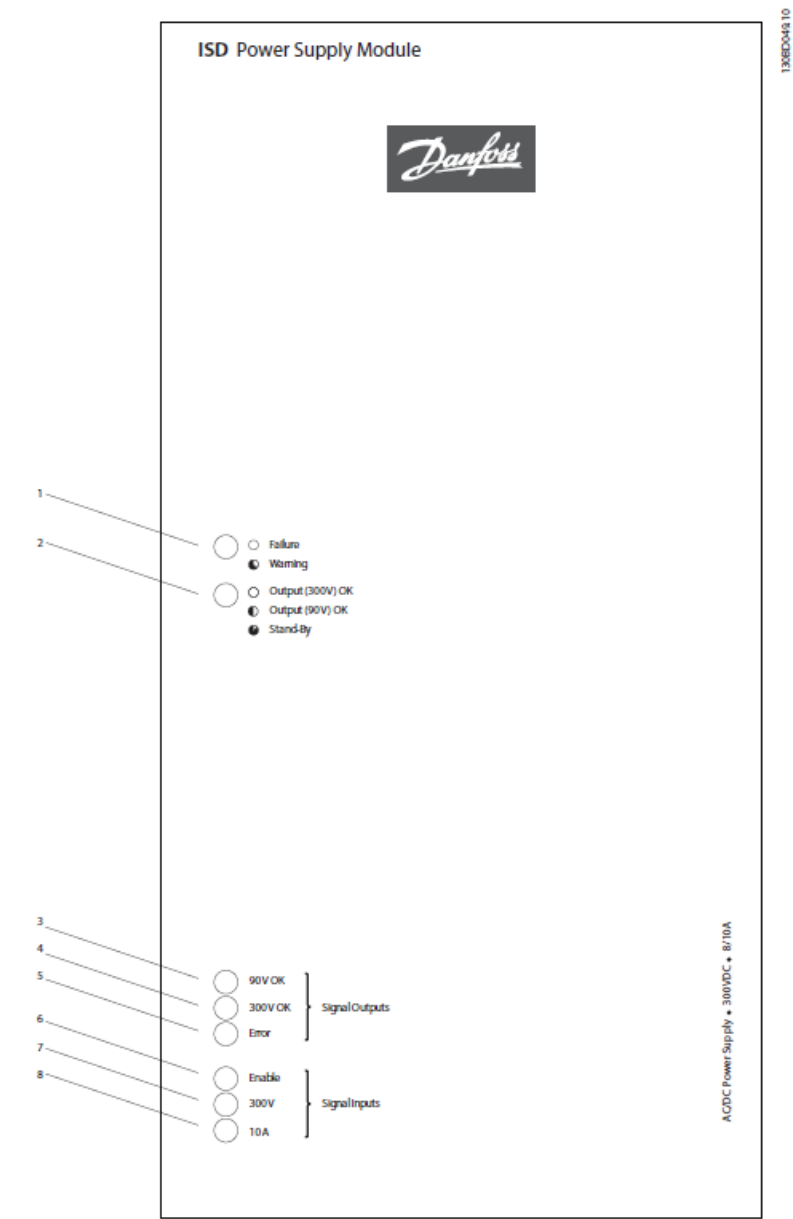 130BD049.10
ISD Power Supply Module
Danfoss
1
Failure
Warning
2
Output (300V) OK
Output (90V) OK
Stand-By
3
90V OK
4
300V OK
Signal Outputs
5
Error
6
Enable
7
300V
Signal Inputs
8
10A
AC/DC Power Supply • 300VDC • 8/10A